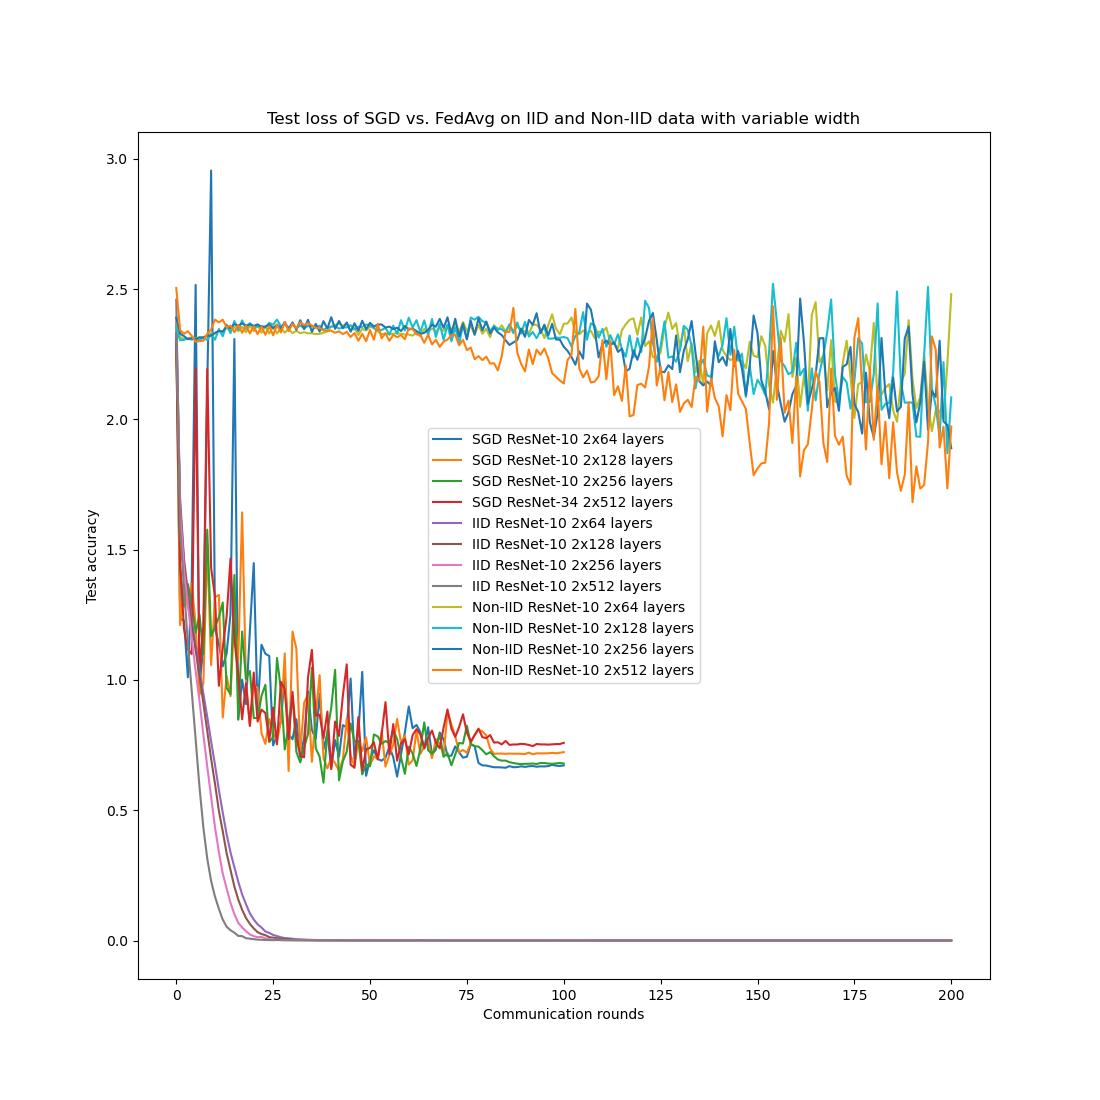 Test loss of SGD vs. FedAvg on IID and Non-IID data with variable width
3.0
2.5
2.0
1.5
1.0
0.5
0.0
Test accuracy
SGD ResNet-10 2x64 layers
SGD ResNet-10 2x128 layers
SGD ResNet-10 2x256 layers
SGD ResNet-34 2x512 layers
IID ResNet-10 2x64 layers
IID ResNet-10 2x128 layers
IID ResNet-10 2x256 layers
IID ResNet-10 2x512 layers
Non-IID ResNet-10 2x64 layers
Non-IID ResNet-10 2x128 layers
Non-IID ResNet-10 2x256 layers
Non-IID ResNet-10 2x512 layers
0 25 50 75 100 125 150 175 200
Communication rounds